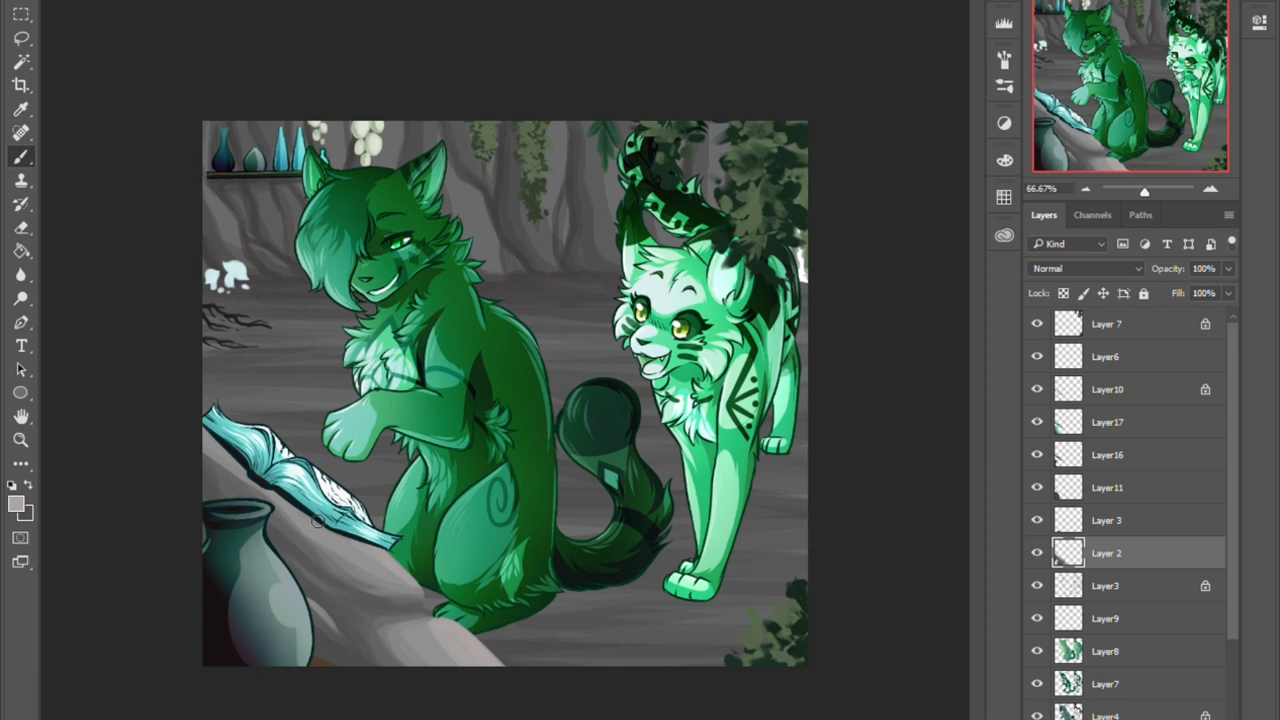 66.67%
Layers Channels Paths
Kind
Normal Opacity: 100%
Lock: Fill: 100%
Layer 7
Layer6
Layer10
Layer17
Layer16
Layer11
Layer 3
Layer 2
Layer3
Layer9
Layer8
Layer7
Layer4
T